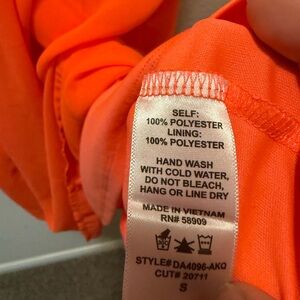 SELF:
100% POLYESTER
LINING:
100% POLYESTER
HAND WASH
WITH COLD WATER,
DO NOT BLEACH,
HANG OR LINE DRY
MADE IN VIETNAM
RN# 58909
STYLE# DA4096-AKQ
CUT# 20711
S